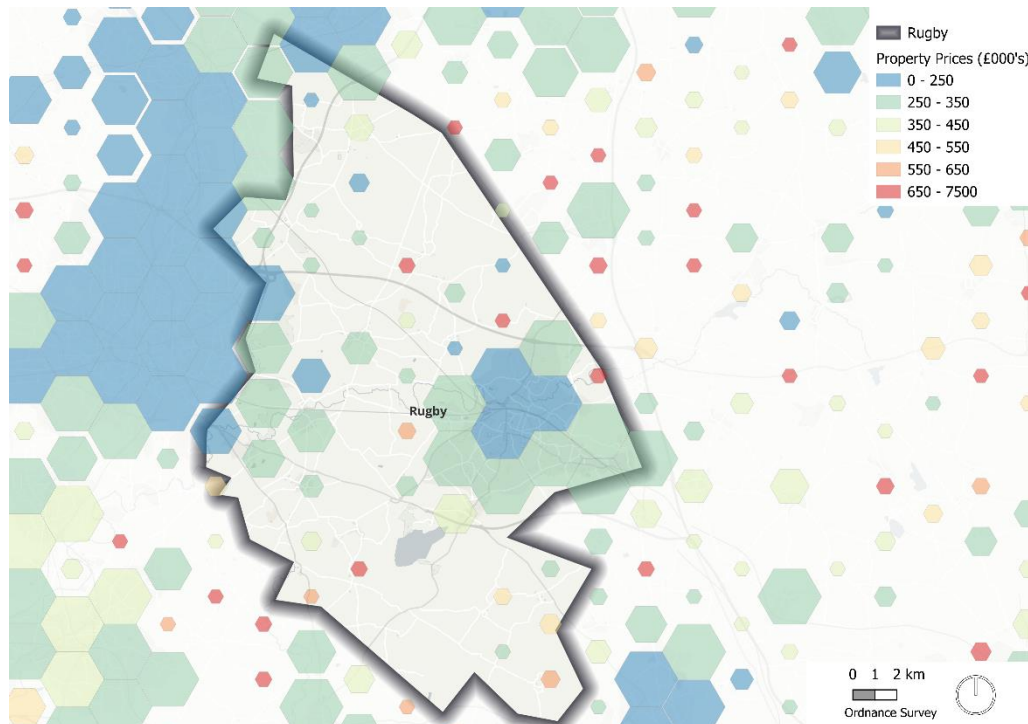 Rugby
Property Prices (£000's)
0 - 250
250 - 350
350 - 450
450 - 550
550 - 650
650 - 7500
Rugby
0 1 2 km
Ordnance Survey